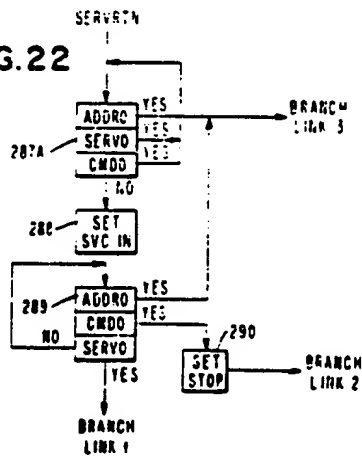 SERVRTN
G.22
ADDRO YES
BRANCH LINK 3
SERVO YES
287A
CMDO YES
NO
288
SET SVC IN
ADDRO YES
289
CMDO YES
290
NO
SERVO
SET STOP
BRANCH LINK 2
YES
BRANCH LINK 1